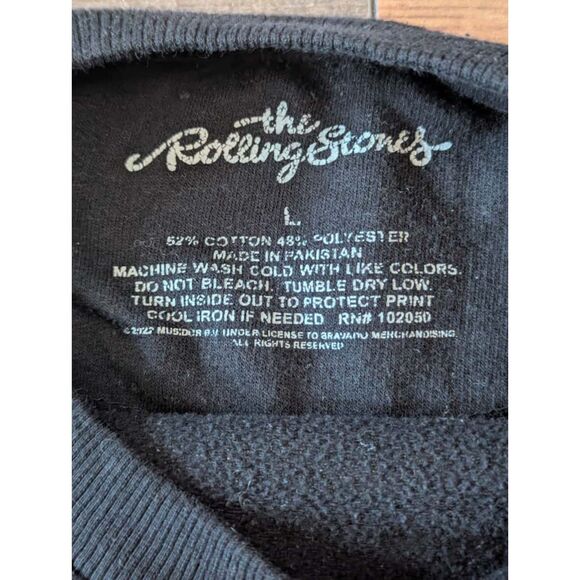 the
Rolling Stones
L
52% COTTON 48% POLYESTER
MADE IN PAKISTAN
MACHINE WASH COLD WITH LIKE COLORS.
DO NOT BLEACH. TUMBLE DRY LOW.
TURN INSIDE OUT TO PROTECT PRINT
COOL IRON IF NEEDED RN# 102050
©2022 MUSIDOR B.V. UNDER LICENSE TO BRAVADO MERCHANDISING.
ALL RIGHTS RESERVED